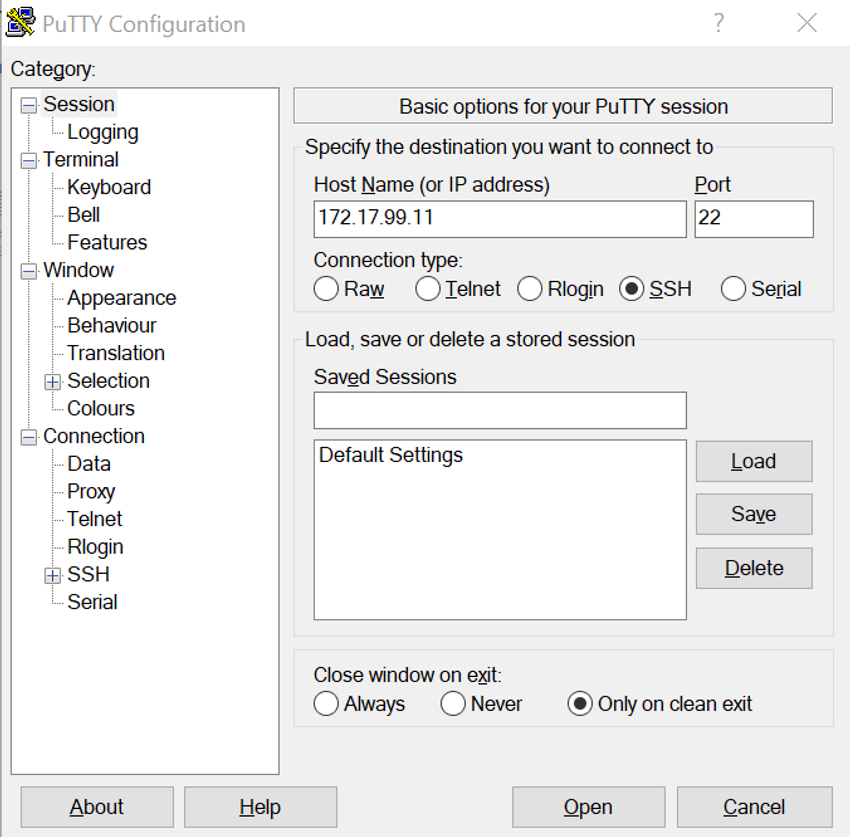 PuTTY Configuration
?
Category:
Session
Logging
Terminal
Keyboard
Bell
Features
Window
Appearance
Behaviour
Translation
Selection
Colours
Connection
Data
Proxy
Telnet
Rlogin
SSH
Serial
Basic options for your PuTTY session
Specify the destination you want to connect to
Host Name (or IP address) Port
172.17.99.11 22
Connection type:
Raw Telnet Rlogin SSH Serial
Load, save or delete a stored session
Saved Sessions
Default Settings
Load
Save
Delete
Close window on exit:
Always Never Only on clean exit
About Help Open Cancel